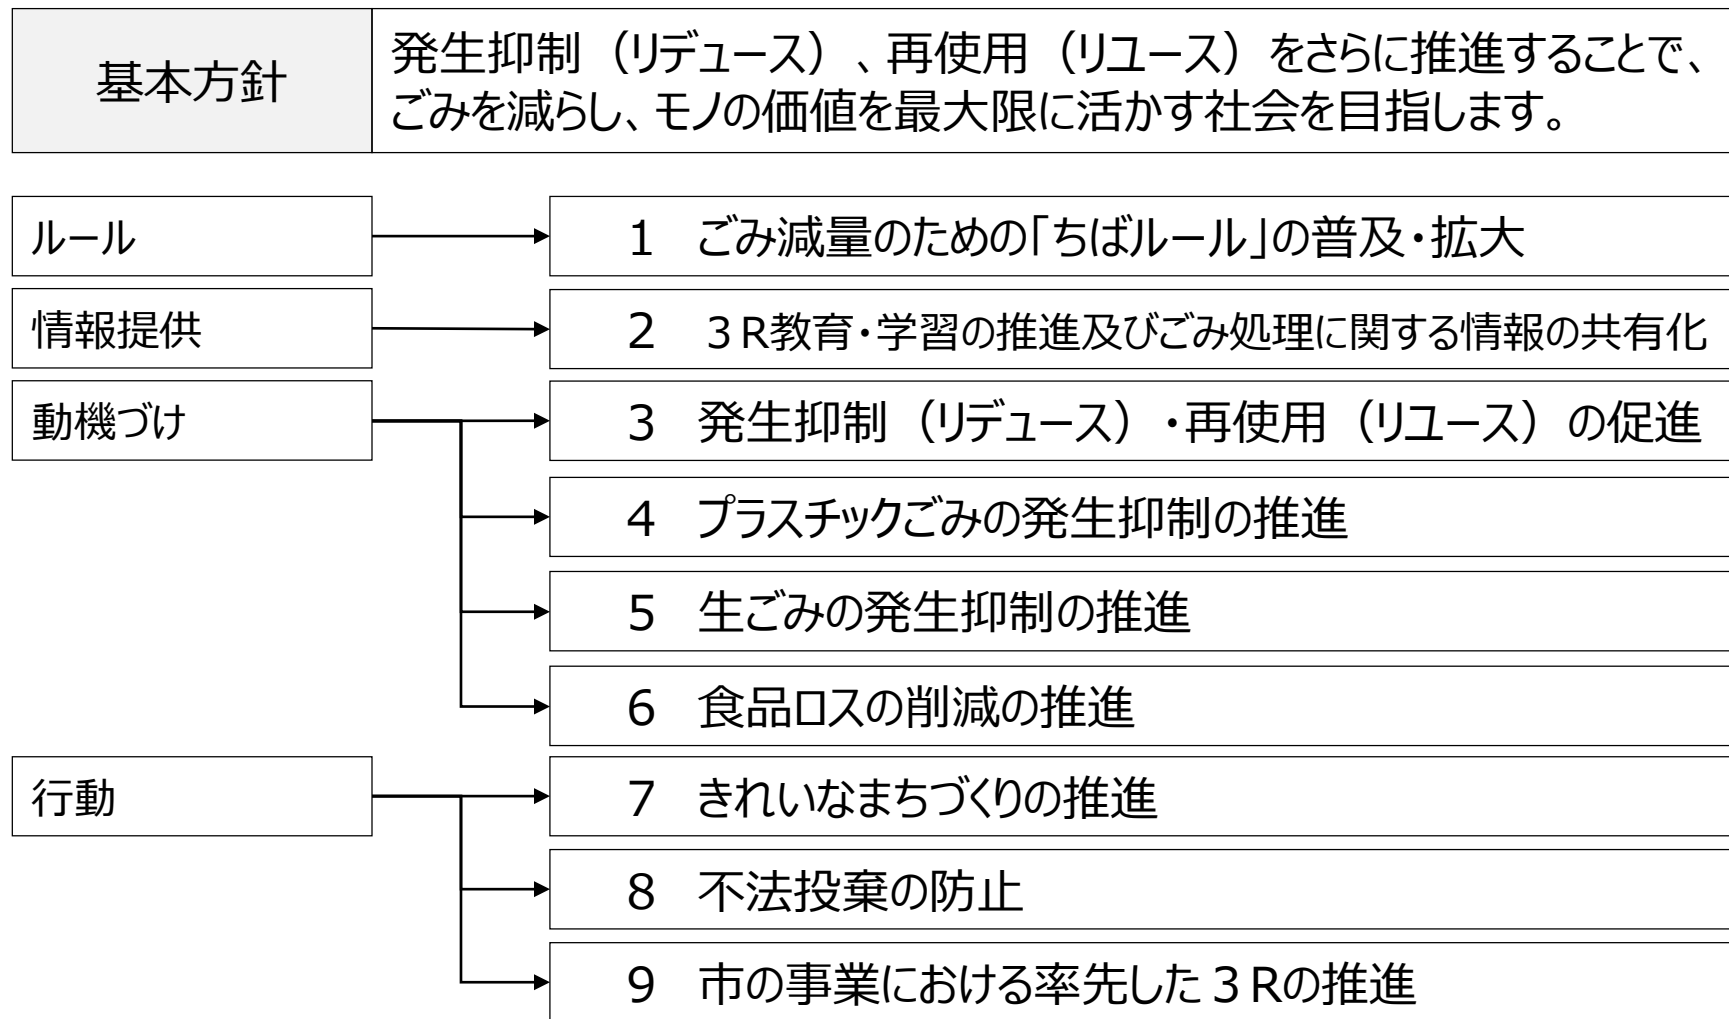 基本方針
発生抑制（リデュース）、再使用（リユース）をさらに推進することで、
ごみを減らし、モノの価値を最大限に活かす社会を目指します。
ルール
1 ごみ減量のための「ちばルール」の普及・拡大
情報提供
2 ３R教育・学習の推進及びごみ処理に関する情報の共有化
動機づけ
3 発生抑制（リデュース）・再使用（リユース）の促進
4 プラスチックごみの発生抑制の推進
5 生ごみの発生抑制の推進
6 食品ロスの削減の推進
行動
7 きれいなまちづくりの推進
8 不法投棄の防止
9 市の事業における率先した３Rの推進